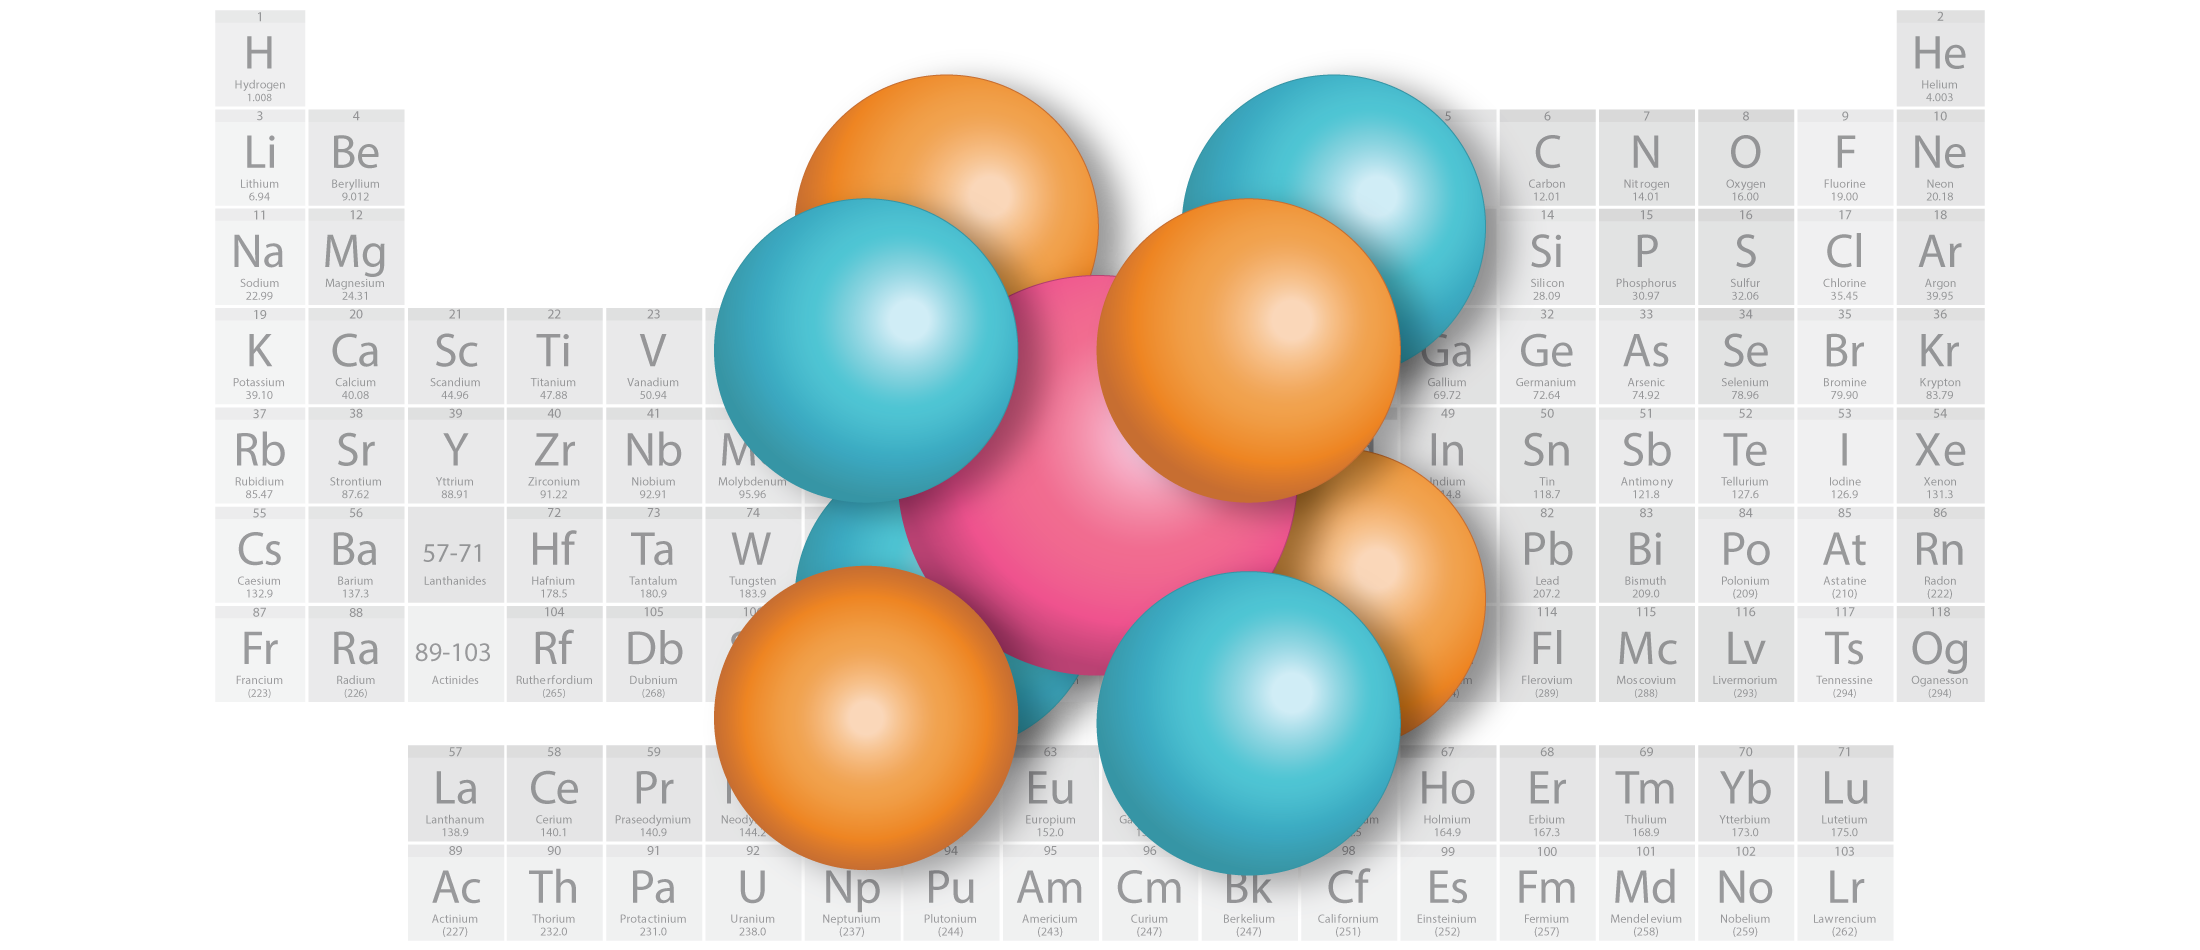 1 2
H He
Hydrogen Helium
1.008 4.003
3 4 5 6 7 8 9 10
Li Be C N O F Ne
Lithium Beryllium Carbon Nitrogen Oxygen Fluorine Neon
6.94 9.012 12.01 14.01 16.00 19.00 20.18
11 12 14 15 16 17 18
Na Mg Si P S Cl Ar
Sodium Magnesium Silicon Phosphorus Sulfur Chlorine Argon
22.99 24.31 28.09 30.97 32.06 35.45 39.95
19 20 21 22 23 32 33 34 35 36
K Ca Sc Ti V Ga Ge As Se Br Kr
Potassium Calcium Scandium Titanium Vanadium Gallium Germanium Arsenic Selenium Bromine Krypton
39.10 40.08 44.96 47.88 50.94 69.72 72.64 74.92 78.96 79.90 83.79
37 38 39 40 41 49 50 51 52 53 54
Rb Sr Y Zr Nb In Sn Sb Te I Xe
Rubidium Strontium Yttrium Zirconium Niobium Molybdenum Indium Tin Antimony Tellurium Iodine Xenon
85.47 87.62 88.91 91.22 92.91 95.96 118.7 121.8 127.6 126.9 131.3
55 56 72 73 74 82 83 84 85 86
Cs Ba 57-71 Hf Ta W Pb Bi Po At Rn
Caesium Barium Lanthanides Hafnium Tantalum Tungsten Lead Bismuth Polonium Astatine Radon
132.9 137.3 178.5 180.9 183.9 207.2 209.0 (209) (210) (222)
87 88 104 105 114 115 116 117 118
Fr Ra 89-103 Rf Db Fl Mc Lv Ts Og
Francium Radium Actinides Rutherfordium Dubnium Flerovium Moscovium Livermorium Tennessine Oganesson
(223) (226) (265) (268) (289) (288) (293) (294) (294)
57 58 59 63 67 68 69 70 71
La Ce Pr Eu Ho Er Tm Yb Lu
Lanthanum Cerium Praseodymium Europium Holmium Erbium Thulium Ytterbium Lutetium
138.9 140.1 140.9 144.2 152.0 164.9 167.3 168.9 173.0 175.0
89 90 91 92 94 95 96 98 99 100 101 102 103
Ac Th Pa U Np Pu Am Cm Bk Cf Es Fm Md No Lr
Actinium Thorium Protactinium Uranium Neptunium Plutonium Americium Curium Berkelium Californium Einsteinium Fermium Mendelevium Nobelium Lawrencium
(227) 232.0 231.0 238.0 (237) (244) (243) (247) (247) (251) (252) (257) (258) (259) (262)